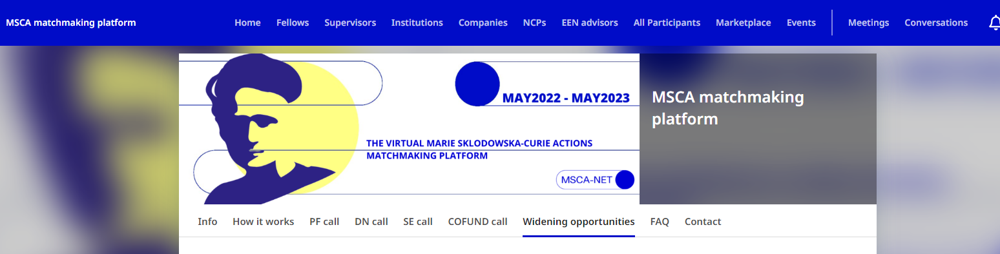 MSCA matchmaking platform Home Fellows Supervisors Institutions Companies NCPs EEN advisors All Participants Marketplace Events Meetings Conversations
MAY2022 - MAY2023
THE VIRTUAL MARIE SKLODOWSKA-CURIE ACTIONS
MATCHMAKING PLATFORM
MSCA-NET
MSCA matchmaking
platform
Info How it works PF call DN call SE call COFUND call Widening opportunities FAQ Contact